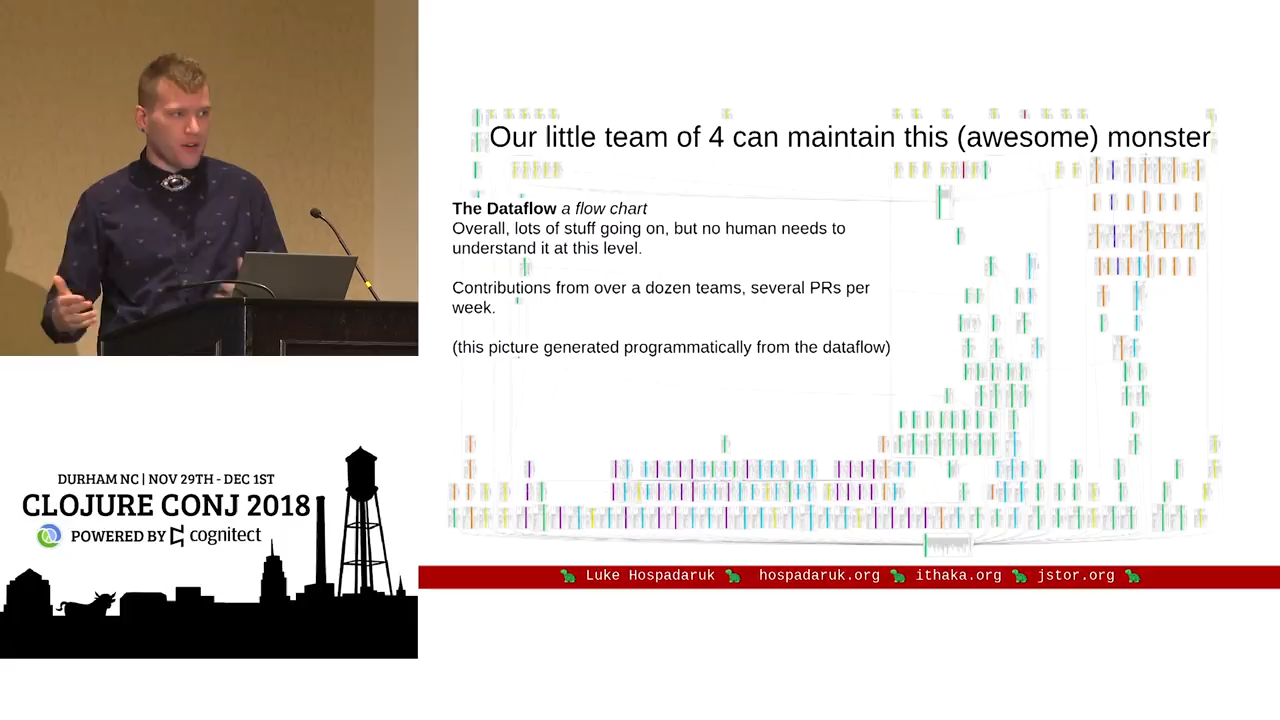 Our little team of 4 can maintain this (awesome) monster
The Dataflow a flow chart
Overall, lots of stuff going on, but no human needs to
understand it at this level.
Contributions from over a dozen teams, several PRs per
week.
(this picture generated programmatically from the dataflow)
DURHAM NC | NOV 29TH - DEC 1ST
CLOJURE CONJ 2018
POWERED BY cognitect
Luke Hospadaruk hospadaruk.org ithaka.org jstor.org